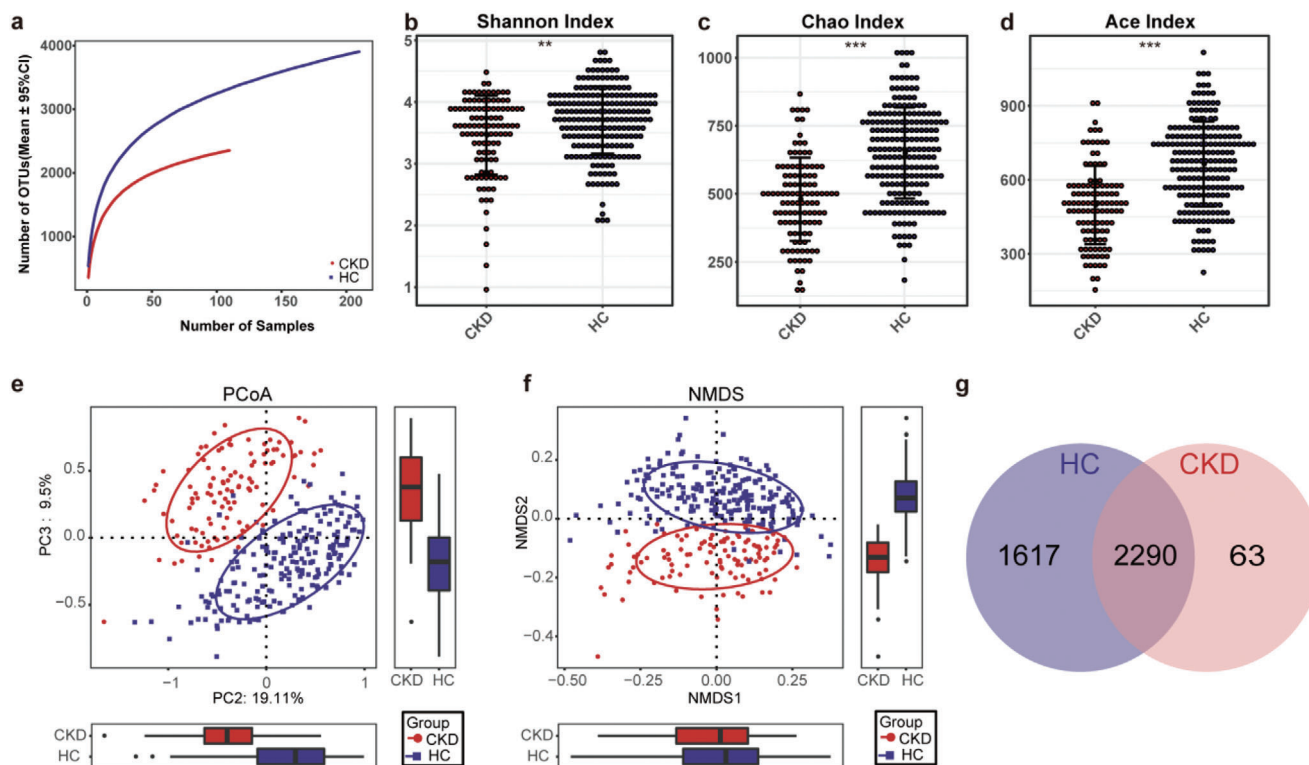 a
Number of OTUs(Mean ± 95%CI)
4000
3000
2000
1000
0
50
100
150
200
Number of Samples
CKD
HC
b
Shannon Index
**
5
4
3
2
1
CKD
HC
c
Chao Index
***
1000
750
500
250
CKD
HC
d
Ace Index
***
900
600
300
CKD
HC
e
PCoA
PC3 : 9.5%
0.5
0.0
−0.5
−1
0
1
PC2: 19.11%
CKD HC
CKD
HC
Group
CKD
HC
f
NMDS
NMDS2
0.2
0.0
−0.2
−0.4
−0.50
−0.25
0.00
0.25
NMDS1
CKD HC
CKD
HC
Group
CKD
HC
g
HC
CKD
1617
2290
63